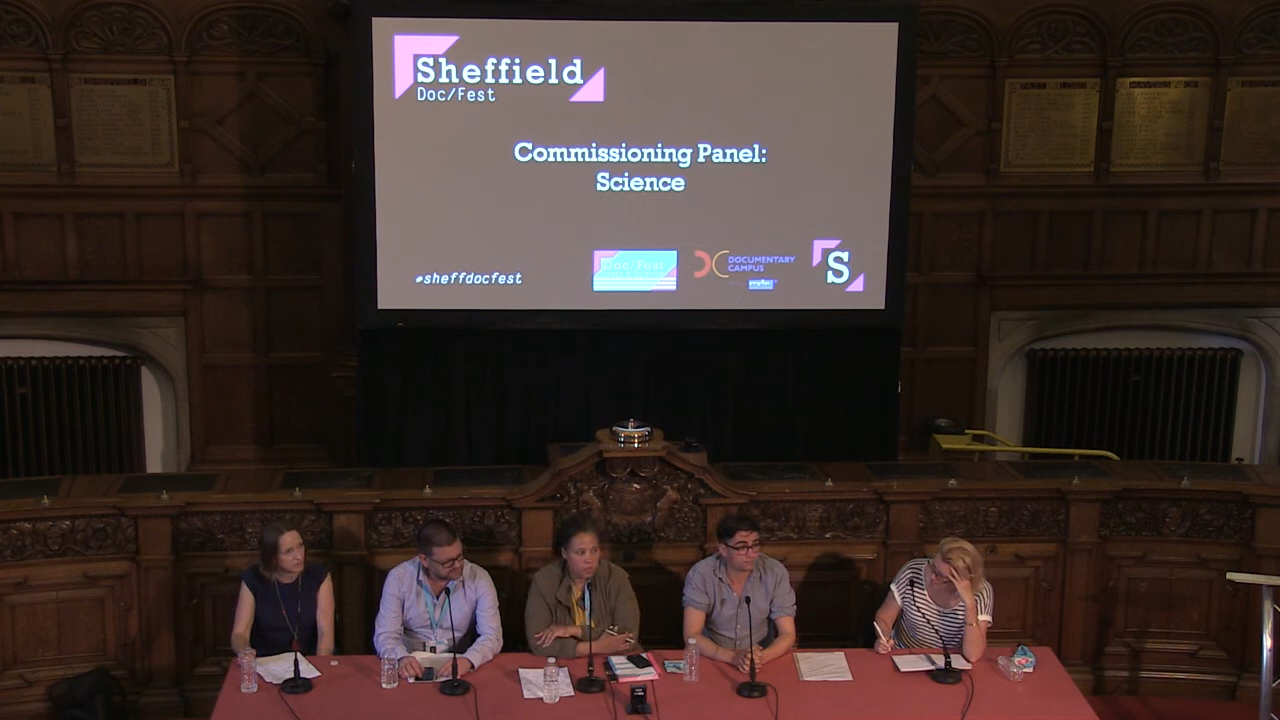 Sheffield
Doc/Fest
Commissioning Panel:
Science
#sheffdocfest
Doc/Fest
DOCUMENTARY
CAMPUS
S